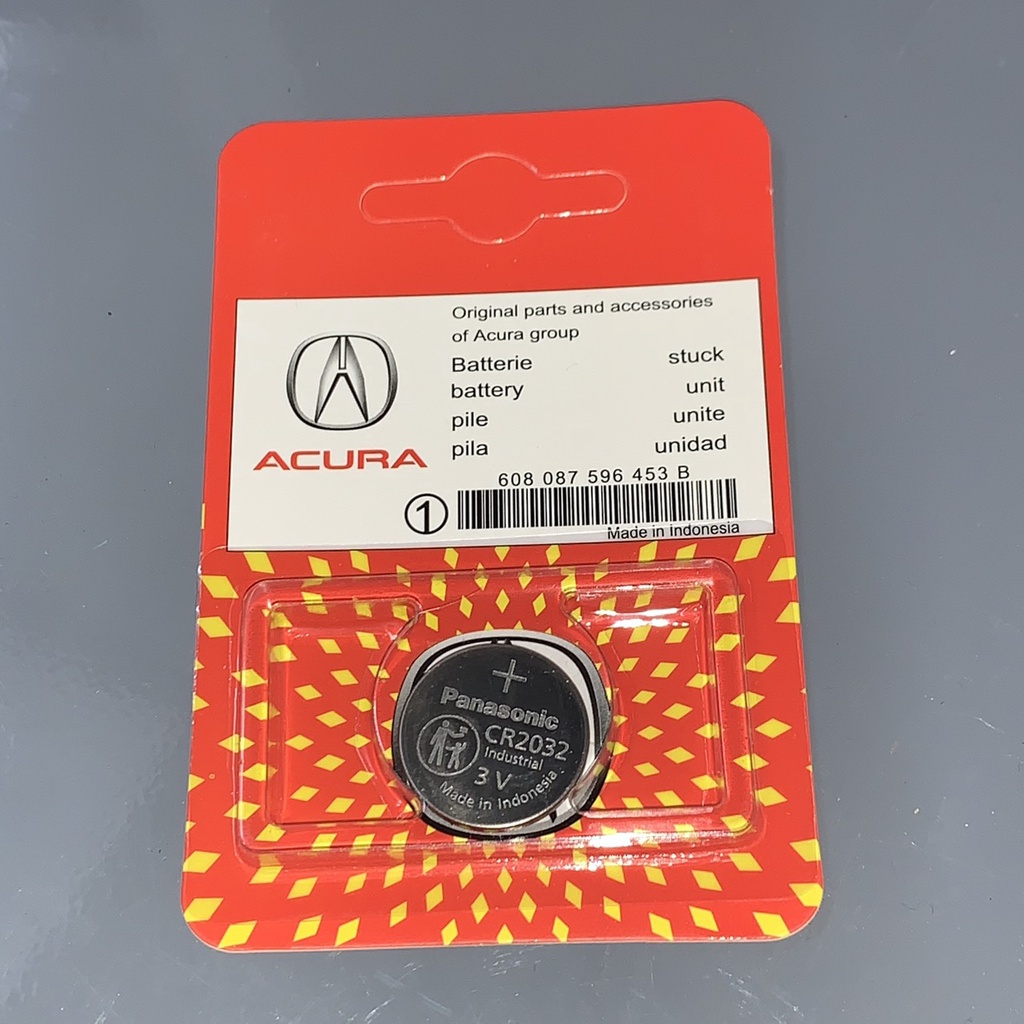 Original parts and accessories
of Acura group
Batterie stuck
battery unit
pile unite
pila unidad
ACURA
608 087 596 453 B
1
Made in Indonesia
+
Panasonic
CR2032
Industrial
3V
Made in Indonesia